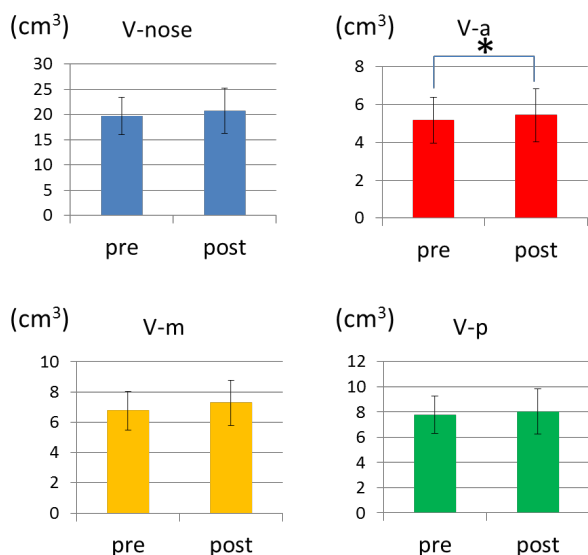 (cm³)
V-nose
30
25
20
15
10
5
0
pre post
(cm³)
V-a
*
8
6
4
2
0
pre post
(cm³)
V-m
10
8
6
4
2
0
pre post
(cm³)
V-p
12
10
8
6
4
2
0
pre post